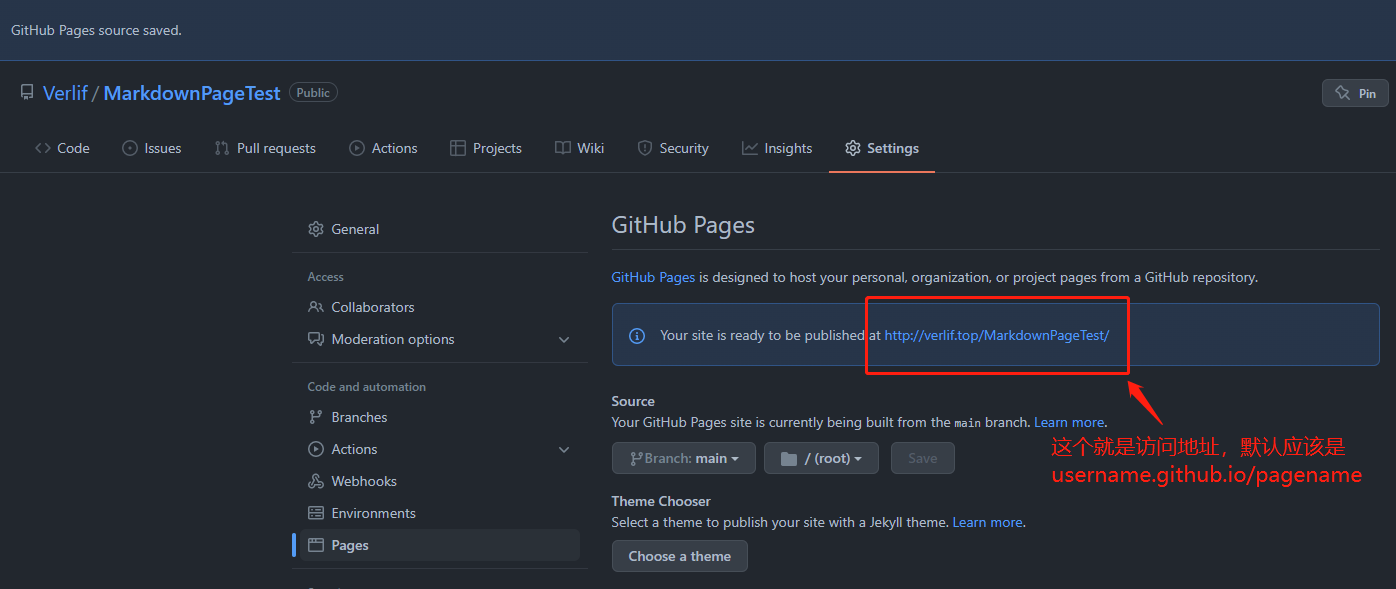 GitHub Pages source saved.
Verlif / MarkdownPageTest Public
Pin
Code Issues Pull requests Actions Projects Wiki Security Insights Settings
General
Access
Collaborators
Moderation options
Code and automation
Branches
Actions
Webhooks
Environments
Pages
GitHub Pages
GitHub Pages is designed to host your personal, organization, or project pages from a GitHub repository.
Your site is ready to be published at http://verlif.top/MarkdownPageTest/
Source
Your GitHub Pages site is currently being built from the main branch. Learn more.
Branch: main / (root) Save
这个就是访问地址，默认应该是
username.github.io/pagename
Theme Chooser
Select a theme to publish your site with a Jekyll theme. Learn more.
Choose a theme